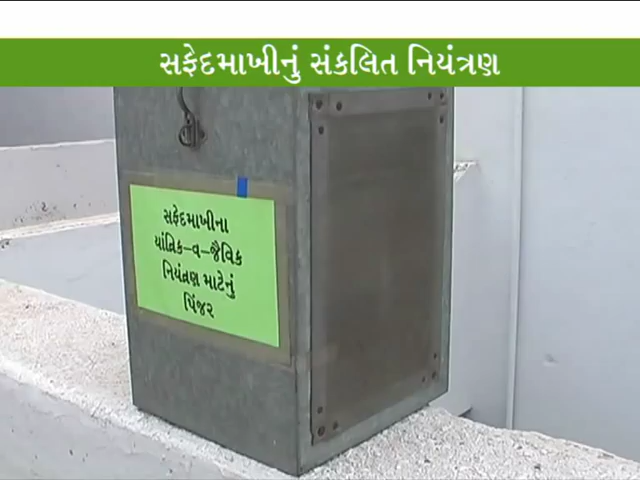 સફેદમાખીનું સંકલિત નિયંત્રણ
સફેદમાખીના
યાંત્રિક-વ-જૈવિક
નિયંત્રણ માટેનું
પિંજર